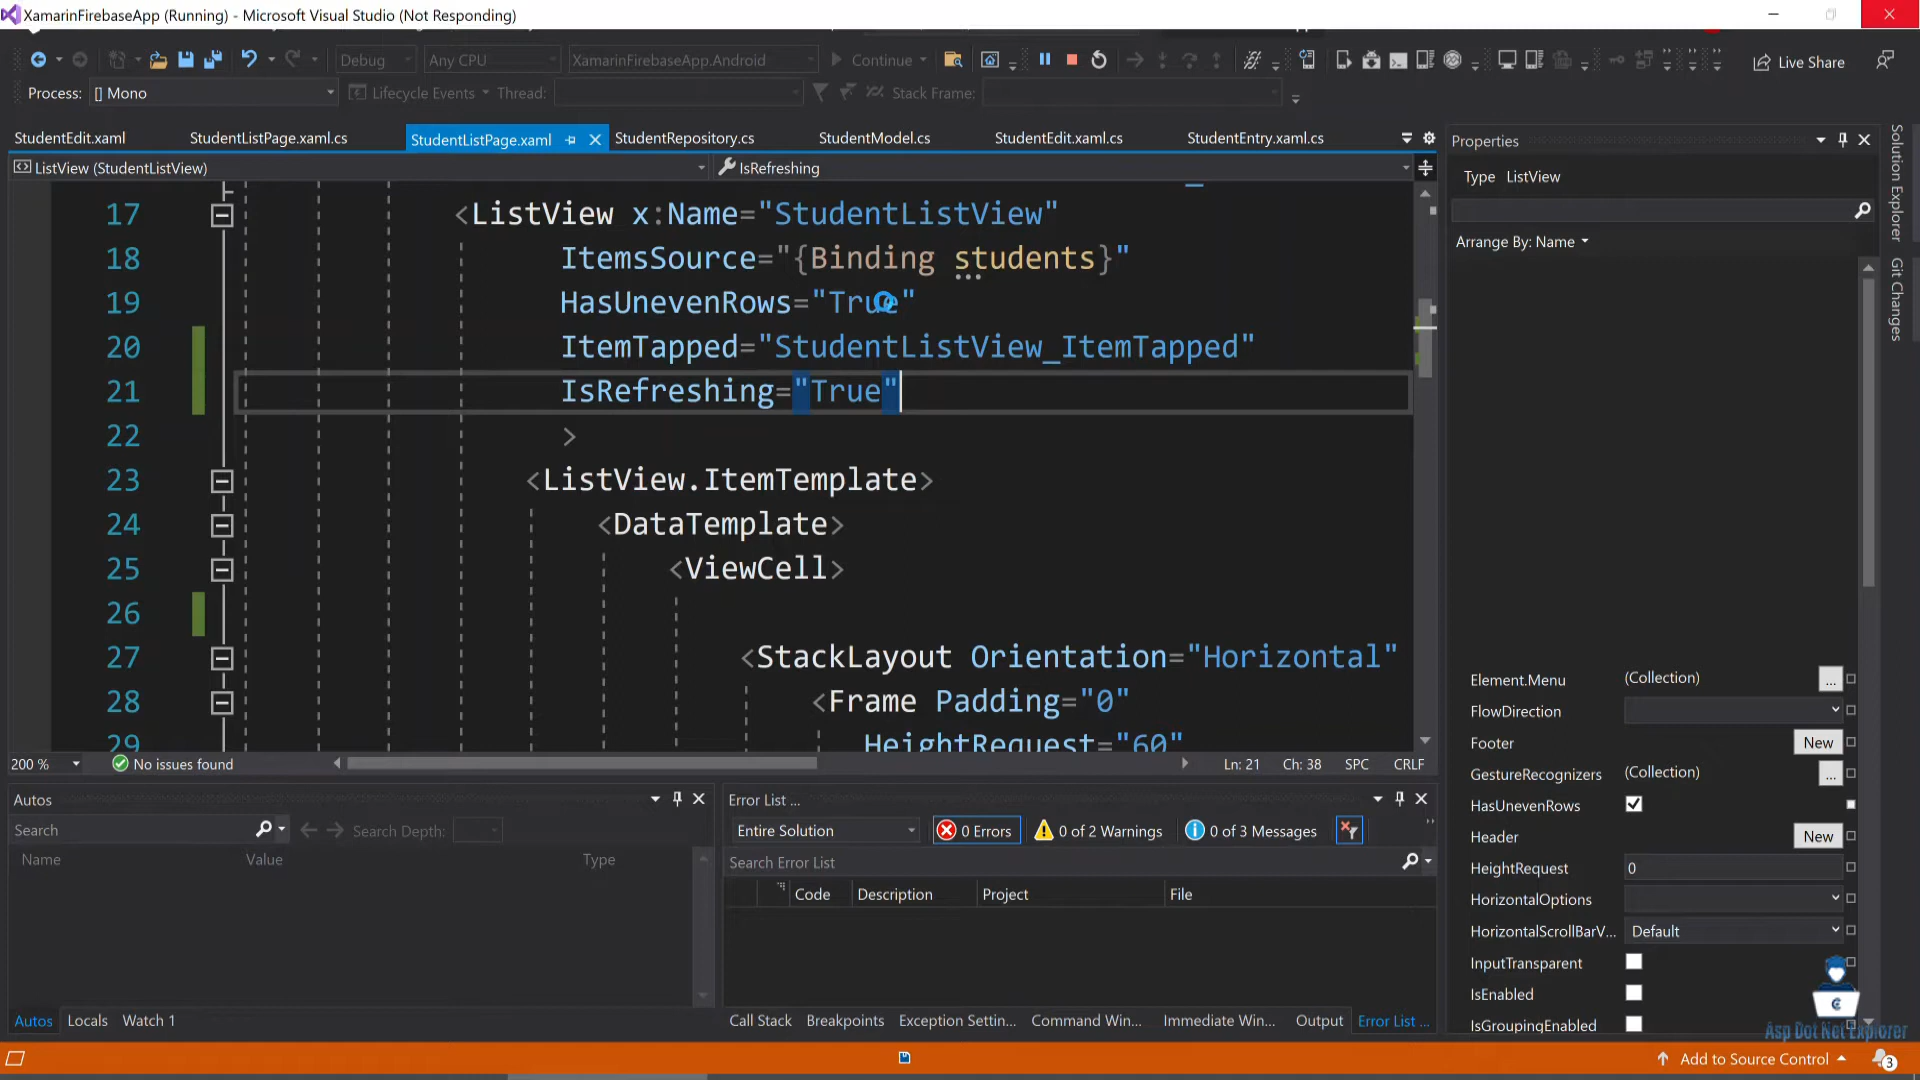 XamarinFirebaseApp (Running) - Microsoft Visual Studio (Not Responding)
Debug Any CPU XamarinFirebaseApp.Android Continue Live Share
Process: [] Mono Lifecycle Events Thread: Stack Frame:
StudentEdit.xaml StudentListPage.xaml.cs StudentListPage.xaml StudentRepository.cs StudentModel.cs StudentEdit.xaml.cs StudentEntry.xaml.cs
ListView (StudentListView) IsRefreshing
17 <ListView x:Name="StudentListView"
18 ItemsSource="{Binding students}"
19 HasUnevenRows="True"
20 ItemTapped="StudentListView_ItemTapped"
21 IsRefreshing="True"
22 >
23 <ListView.ItemTemplate>
24 <DataTemplate>
25 <ViewCell>
26
27 <StackLayout Orientation="Horizontal"
28 <Frame Padding="0"
29 HeightRequest="60"
200 % No issues found Ln: 21 Ch: 38 SPC CRLF
Autos
Search Search Depth:
Name Value Type
Autos Locals Watch 1
Error List ...
Entire Solution 0 Errors 0 of 2 Warnings 0 of 3 Messages
Search Error List
Code Description Project File
Call Stack Breakpoints Exception Settin... Command Win... Immediate Win... Output Error List ...
Properties
Type ListView
Arrange By: Name
Element.Menu (Collection) ...
FlowDirection
Footer New
GestureRecognizers (Collection) ...
HasUnevenRows
Header New
HeightRequest 0
HorizontalOptions
HorizontalScrollBarV... Default
InputTransparent
IsEnabled
IsGroupingEnabled
Asp Dot Net Explorer
Solution Explorer
Git Changes
Add to Source Control 3